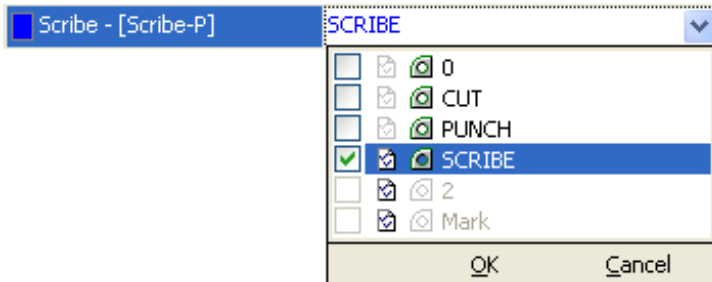 Scribe - [Scribe-P] SCRIBE
0
CUT
PUNCH
SCRIBE
2
Mark
OK Cancel